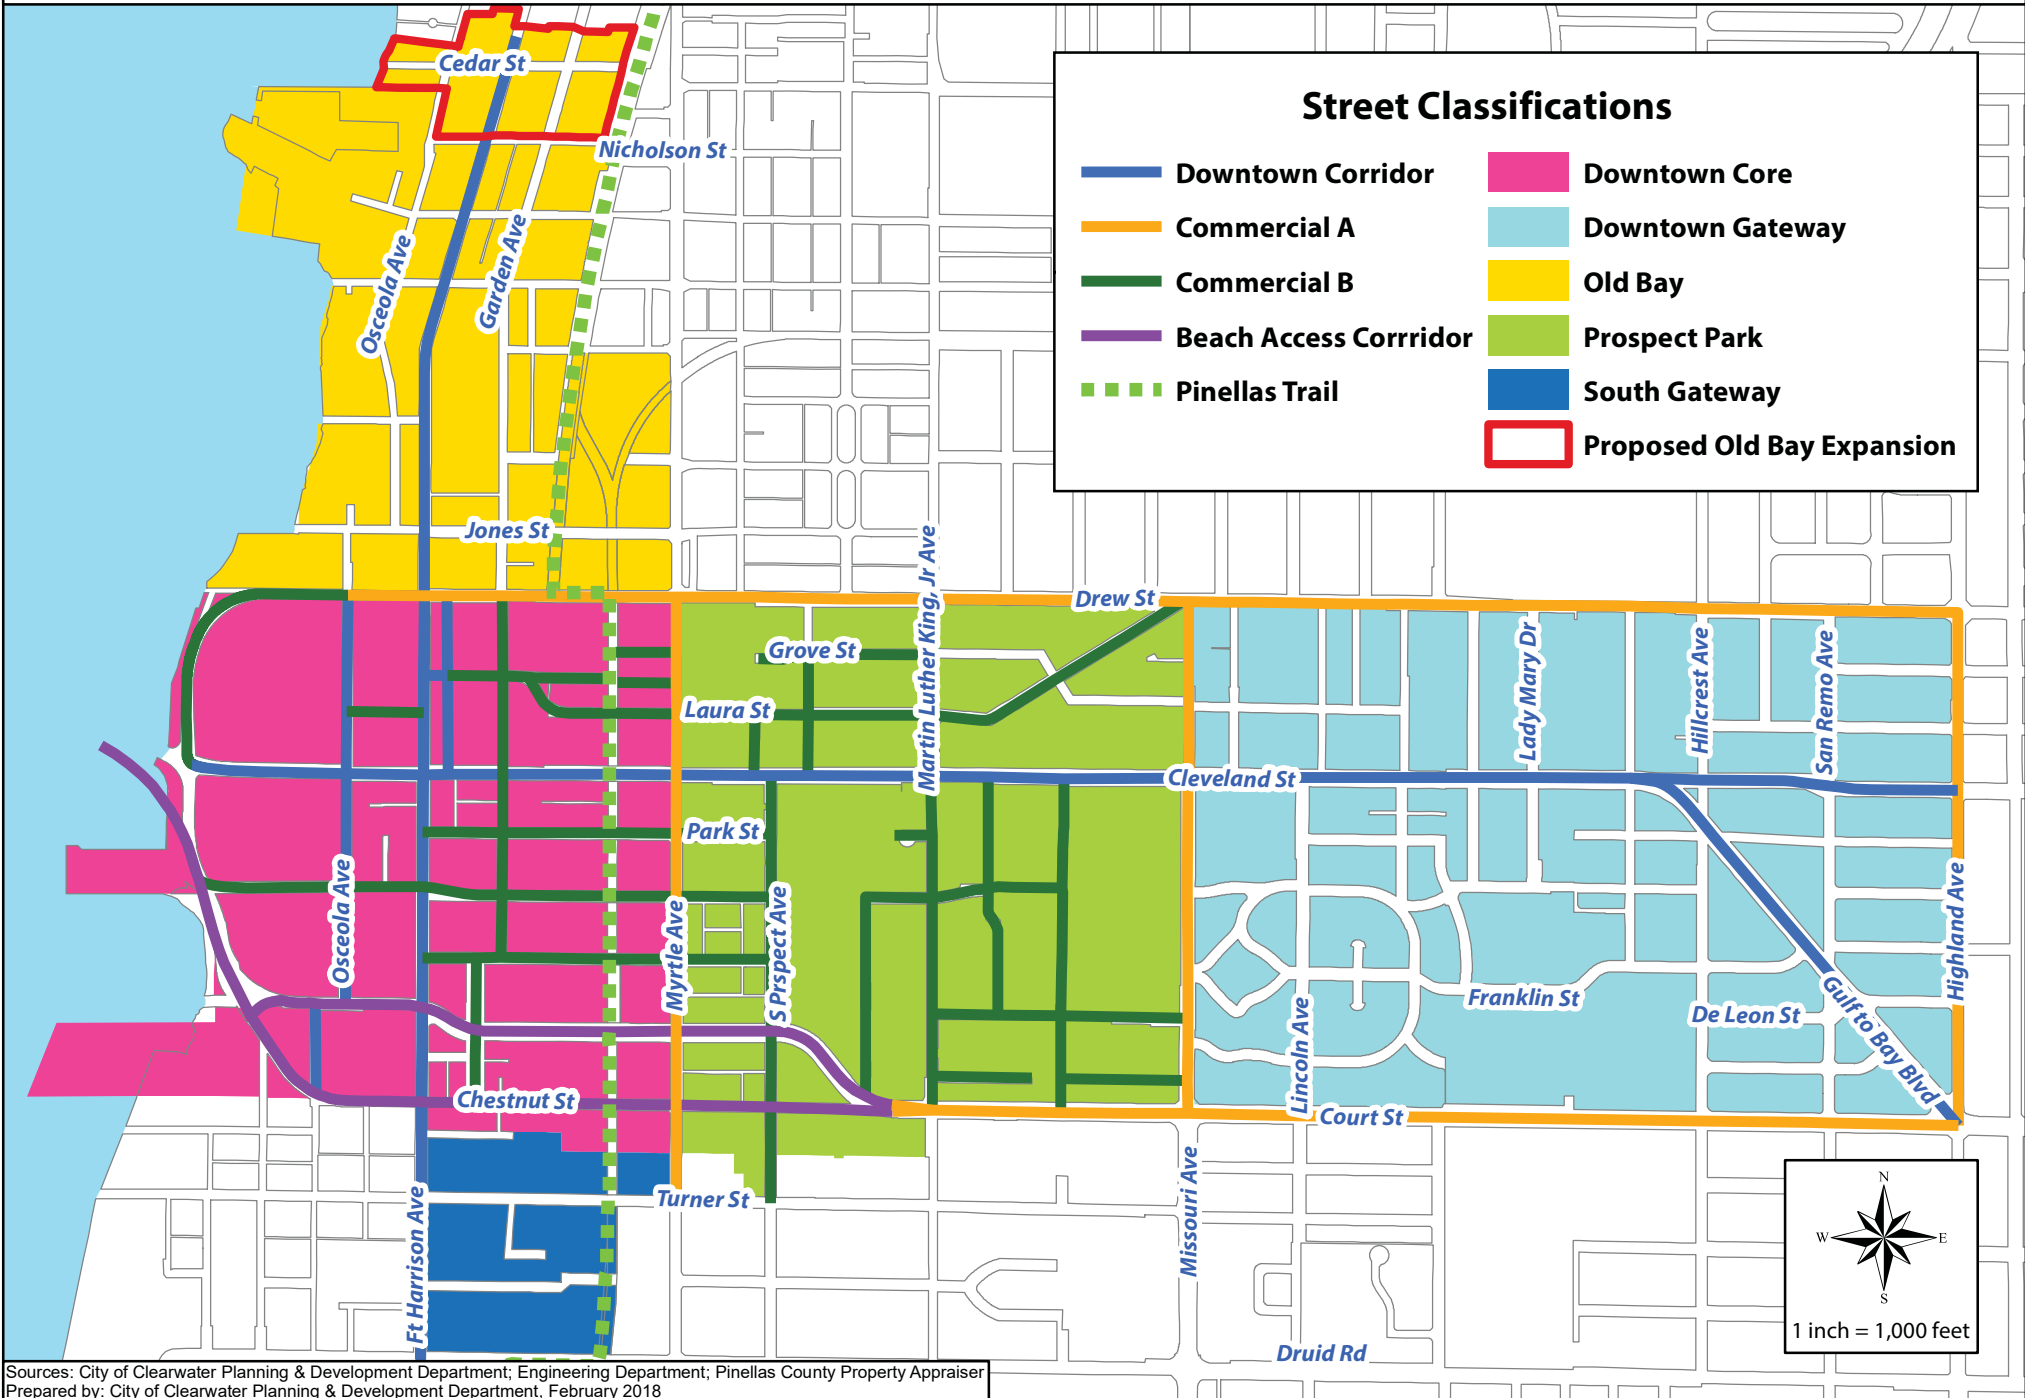 Cedar St
Nicholson St
Osceola Ave
Garden Ave
Jones St
Street Classifications
Downtown Corridor
Commercial A
Commercial B
Beach Access Corrridor
Pinellas Trail
Downtown Core
Downtown Gateway
Old Bay
Prospect Park
South Gateway
Proposed Old Bay Expansion
Drew St
Martin Luther King, Jr Ave
Grove St
Laura St
Lady Mary Dr
Hillcrest Ave
San Remo Ave
Cleveland St
Park St
Osceola Ave
Myrtle Ave
S Prspect Ave
Highland Ave
Franklin St
De Leon St
Gulf to Bay Blvd
Lincoln Ave
Chestnut St
Court St
Turner St
Ft Harrison Ave
Missouri Ave
Druid Rd
N
W
E
S
1 inch = 1,000 feet
Sources: City of Clearwater Planning & Development Department; Engineering Department; Pinellas County Property Appraiser
Prepared by: City of Clearwater Planning & Development Department, February 2018